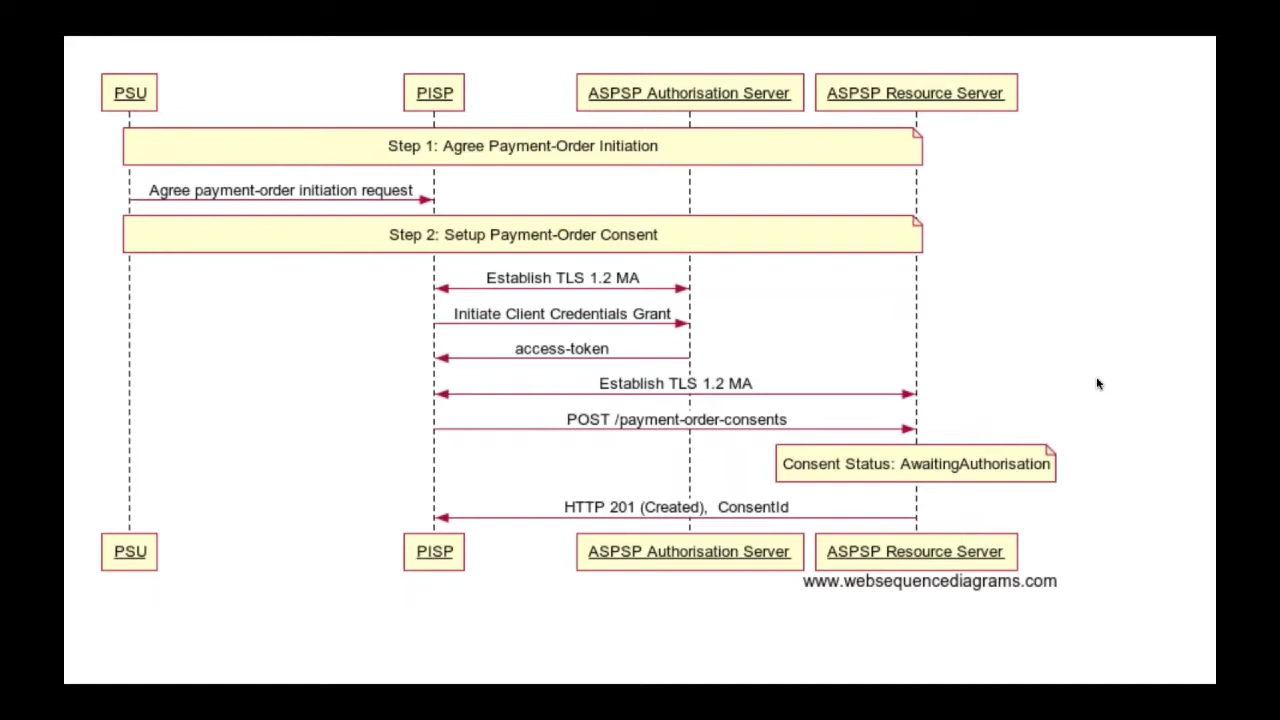 PSU
PISP
ASPSP Authorisation Server
ASPSP Resource Server
Step 1: Agree Payment-Order Initiation
Agree payment-order initiation request
Step 2: Setup Payment-Order Consent
Establish TLS 1.2 MA
Initiate Client Credentials Grant
access-token
Establish TLS 1.2 MA
POST /payment-order-consents
Consent Status: AwaitingAuthorisation
HTTP 201 (Created), ConsentId
PSU
PISP
ASPSP Authorisation Server
ASPSP Resource Server
www.websequencediagrams.com